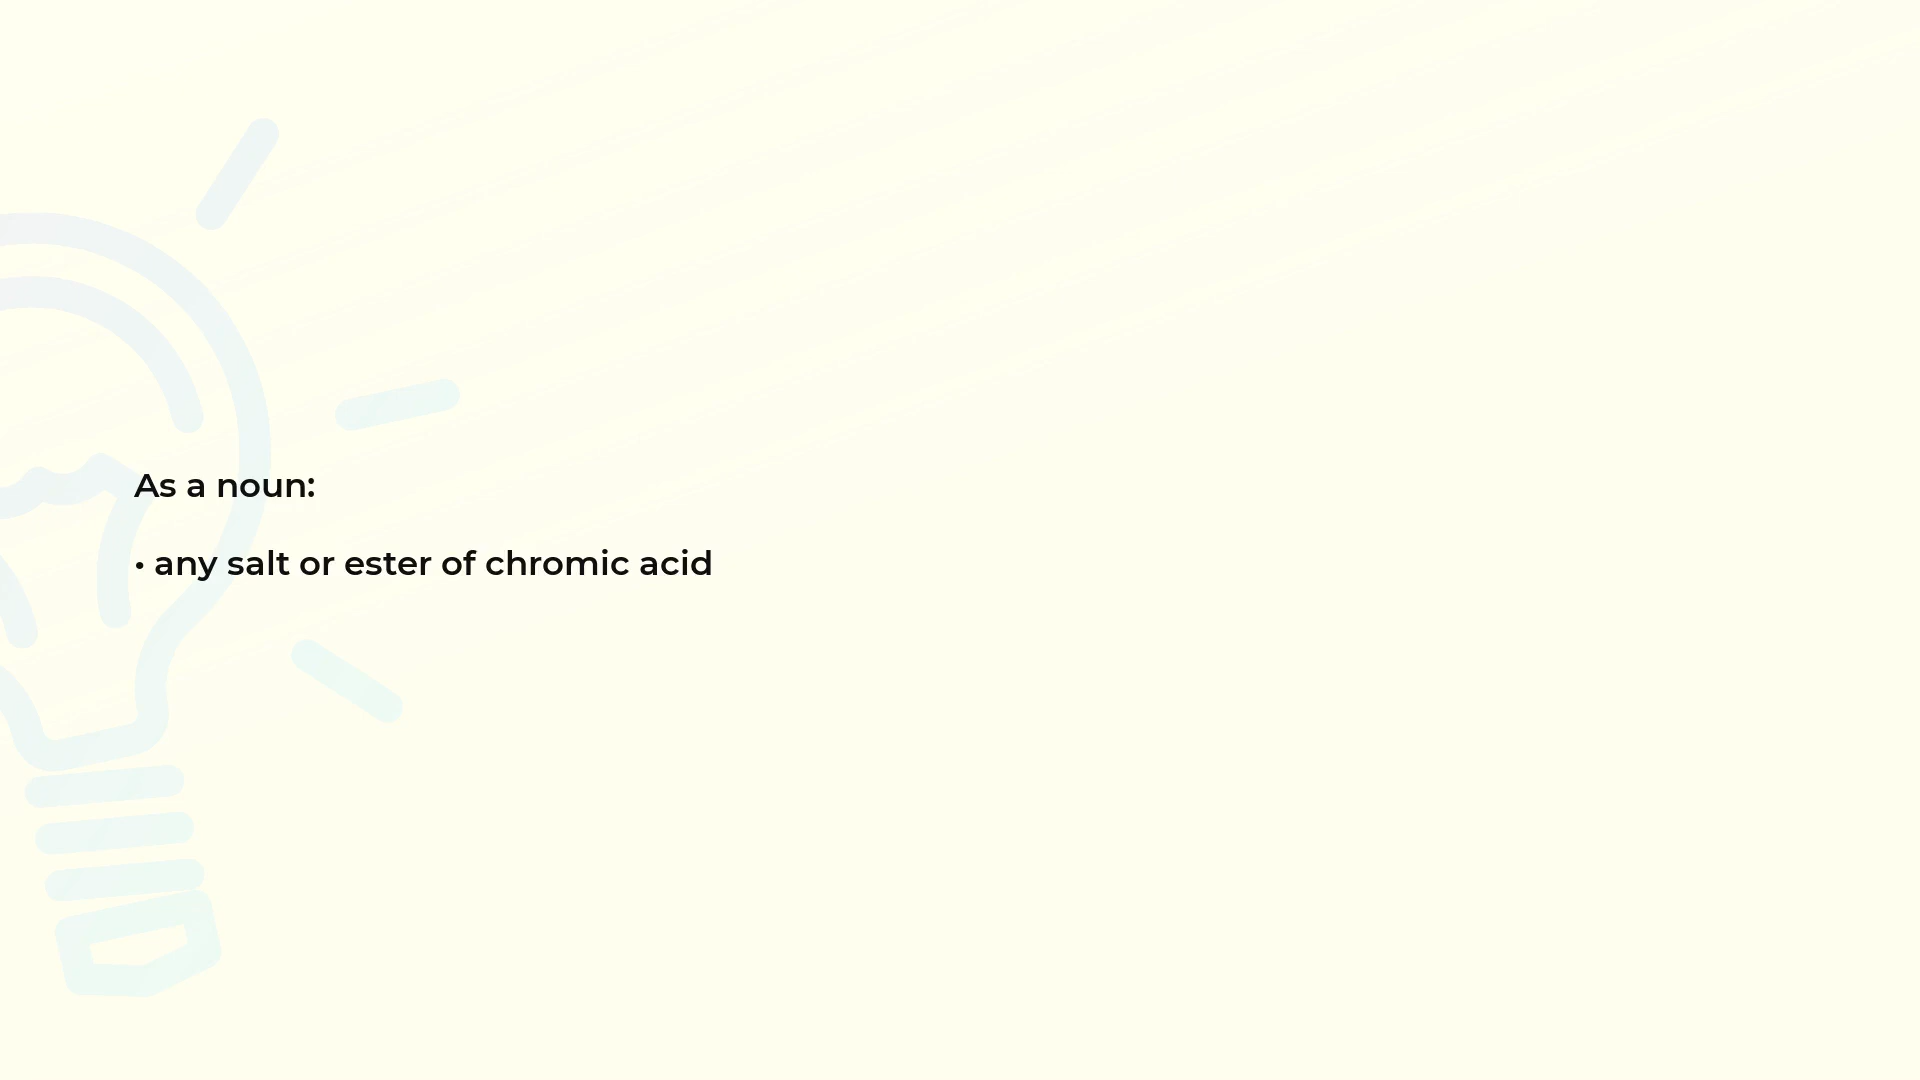 As a noun:
• any salt or ester of chromic acid